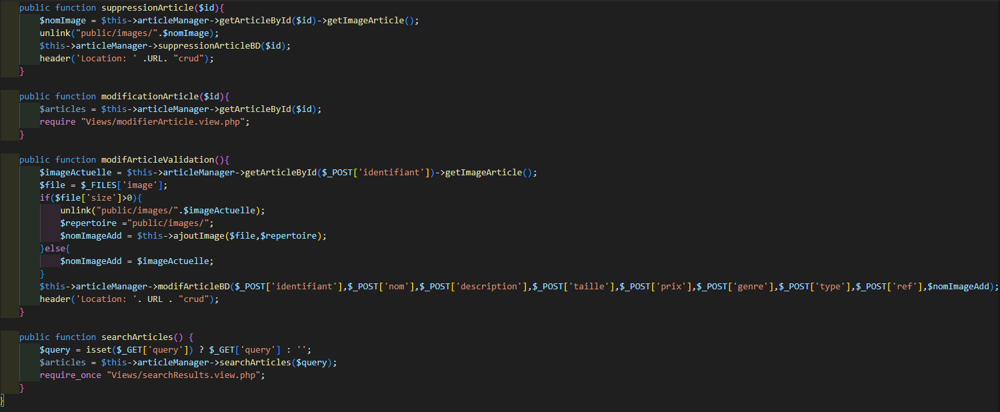 public function suppressionArticle($id){
$nomImage = $this->articleManager->getArticleById($id)->getImageArticle();
unlink("public/images/".$nomImage);
$this->articleManager->suppressionArticleBD($id);
header('Location: ' .URL. "crud");
}
public function modificationArticle($id){
$articles = $this->articleManager->getArticleById($id);
require "Views/modifierArticle.view.php";
}
public function modifArticleValidation(){
$imageActuelle = $this->articleManager->getArticleById($_POST['identifiant'])->getImageArticle();
$file = $_FILES['image'];
if($file['size']>0){
unlink("public/images/".$imageActuelle);
$repertoire ="public/images/";
$nomImageAdd = $this->ajoutImage($file,$repertoire);
}else{
$nomImageAdd = $imageActuelle;
}
$this->articleManager->modifArticleBD($_POST['identifiant'],$_POST['nom'],$_POST['description'],$_POST['taille'],$_POST['prix'],$_POST['genre'],$_POST['type'],$_POST['ref'],$nomImageAdd);
header('Location: '. URL . "crud");
}
public function searchArticles() {
$query = isset($_GET['query']) ? $_GET['query'] : '';
$articles = $this->articleManager->searchArticles($query);
require_once "Views/searchResults.view.php";
}
}